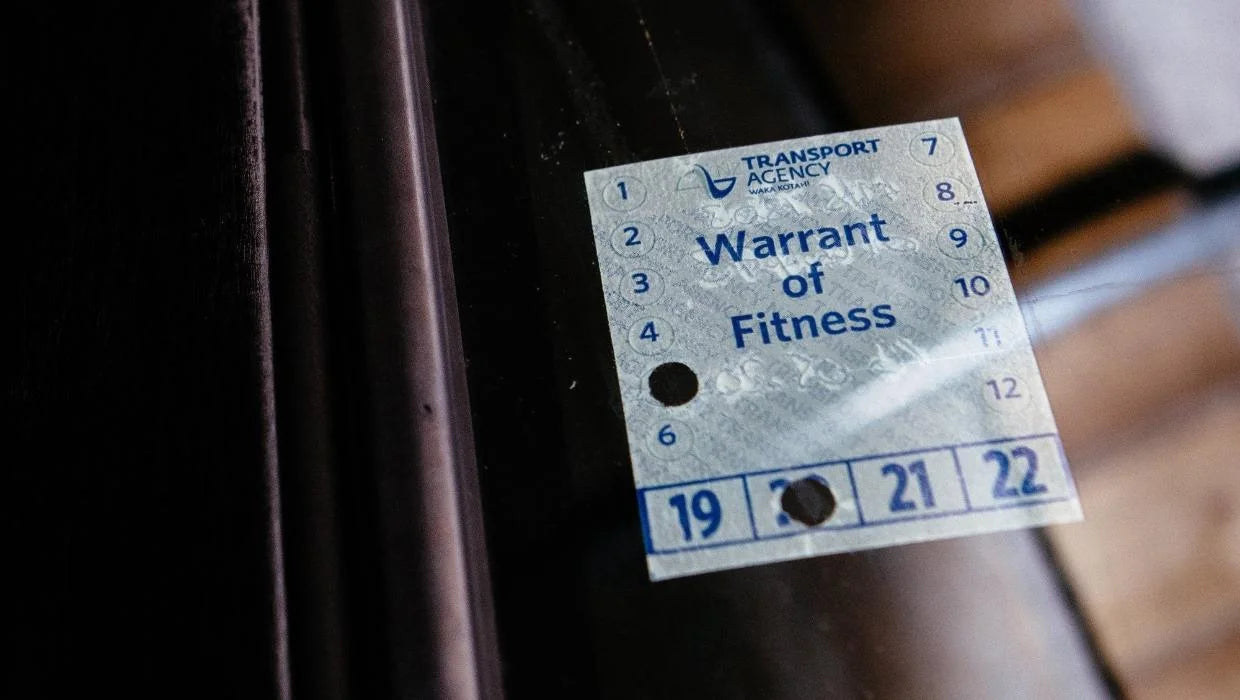 TRANSPORT
AGENCY
WAKA KOTAHI
Warrant
of
Fitness
1
2
3
4
6
7
8
9
10
11
12
19
21
22